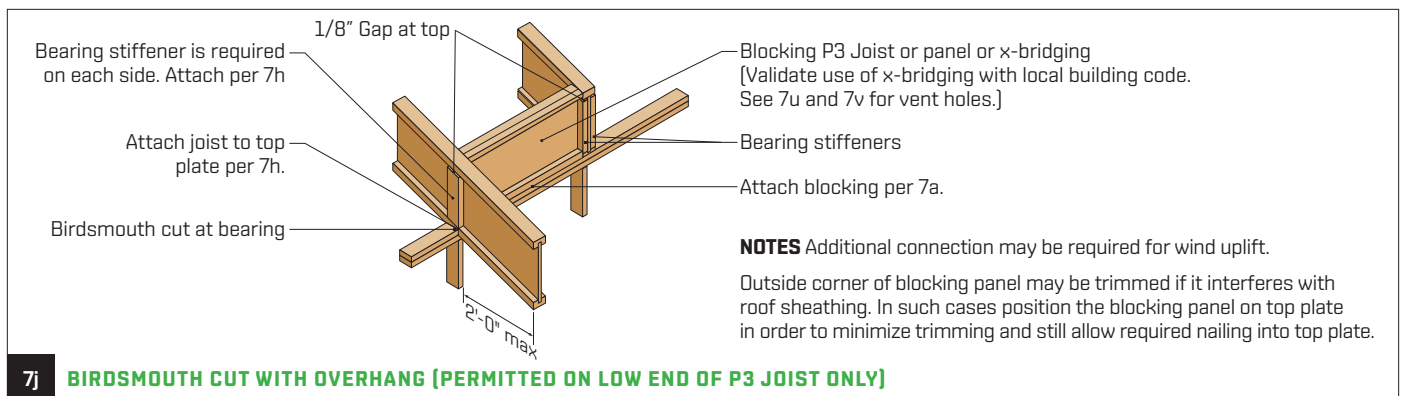 1/8" Gap at top
Bearing stiffener is required
on each side. Attach per 7h
Attach joist to top
plate per 7h.
Birdsmouth cut at bearing
2'-0" max
Blocking P3 Joist or panel or x-bridging
(Validate use of x-bridging with local building code.
See 7u and 7v for vent holes.)
Bearing stiffeners
Attach blocking per 7a.
NOTES Additional connection may be required for wind uplift.
Outside corner of blocking panel may be trimmed if it interferes with
roof sheathing. In such cases position the blocking panel on top plate
in order to minimize trimming and still allow required nailing into top plate.
7j BIRDSMOUTH CUT WITH OVERHANG (PERMITTED ON LOW END OF P3 JOIST ONLY)